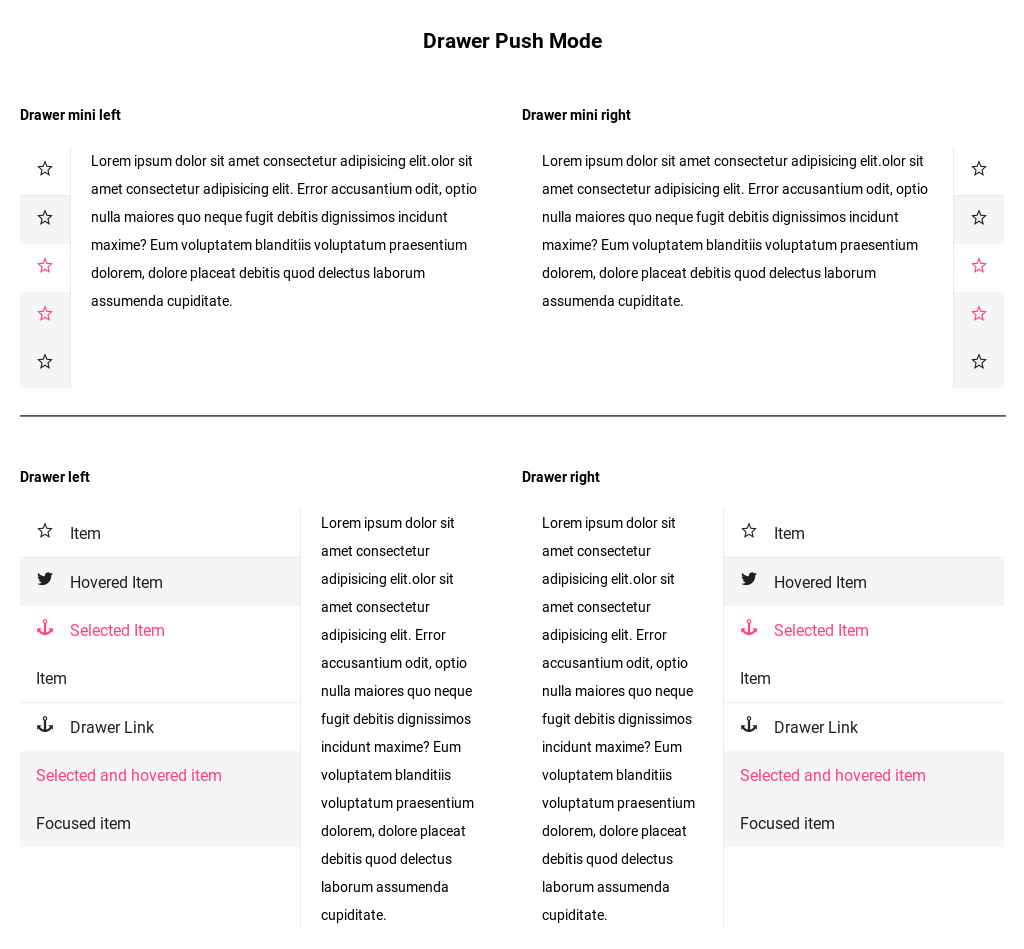 Drawer Push Mode
Drawer mini left
Lorem ipsum dolor sit amet consectetur adipisicing elit.olor sit
amet consectetur adipisicing elit. Error accusantium odit, optio
nulla maiores quo neque fugit debitis dignissimos incidunt
maxime? Eum voluptatem blanditiis voluptatum praesentium
dolorem, dolore placeat debitis quod delectus laborum
assumenda cupiditate.
Drawer mini right
Lorem ipsum dolor sit amet consectetur adipisicing elit.olor sit
amet consectetur adipisicing elit. Error accusantium odit, optio
nulla maiores quo neque fugit debitis dignissimos incidunt
maxime? Eum voluptatem blanditiis voluptatum praesentium
dolorem, dolore placeat debitis quod delectus laborum
assumenda cupiditate.
Drawer left
Item
Hovered Item
Selected Item
Item
Drawer Link
Selected and hovered item
Focused item
Lorem ipsum dolor sit
amet consectetur
adipisicing elit.olor sit
amet consectetur
adipisicing elit. Error
accusantium odit, optio
nulla maiores quo neque
fugit debitis dignissimos
incidunt maxime? Eum
voluptatem blanditiis
voluptatum praesentium
dolorem, dolore placeat
debitis quod delectus
laborum assumenda
cupiditate.
Drawer right
Lorem ipsum dolor sit
amet consectetur
adipisicing elit.olor sit
amet consectetur
adipisicing elit. Error
accusantium odit, optio
nulla maiores quo neque
fugit debitis dignissimos
incidunt maxime? Eum
voluptatem blanditiis
voluptatum praesentium
dolorem, dolore placeat
debitis quod delectus
laborum assumenda
cupiditate.
Item
Hovered Item
Selected Item
Item
Drawer Link
Selected and hovered item
Focused item